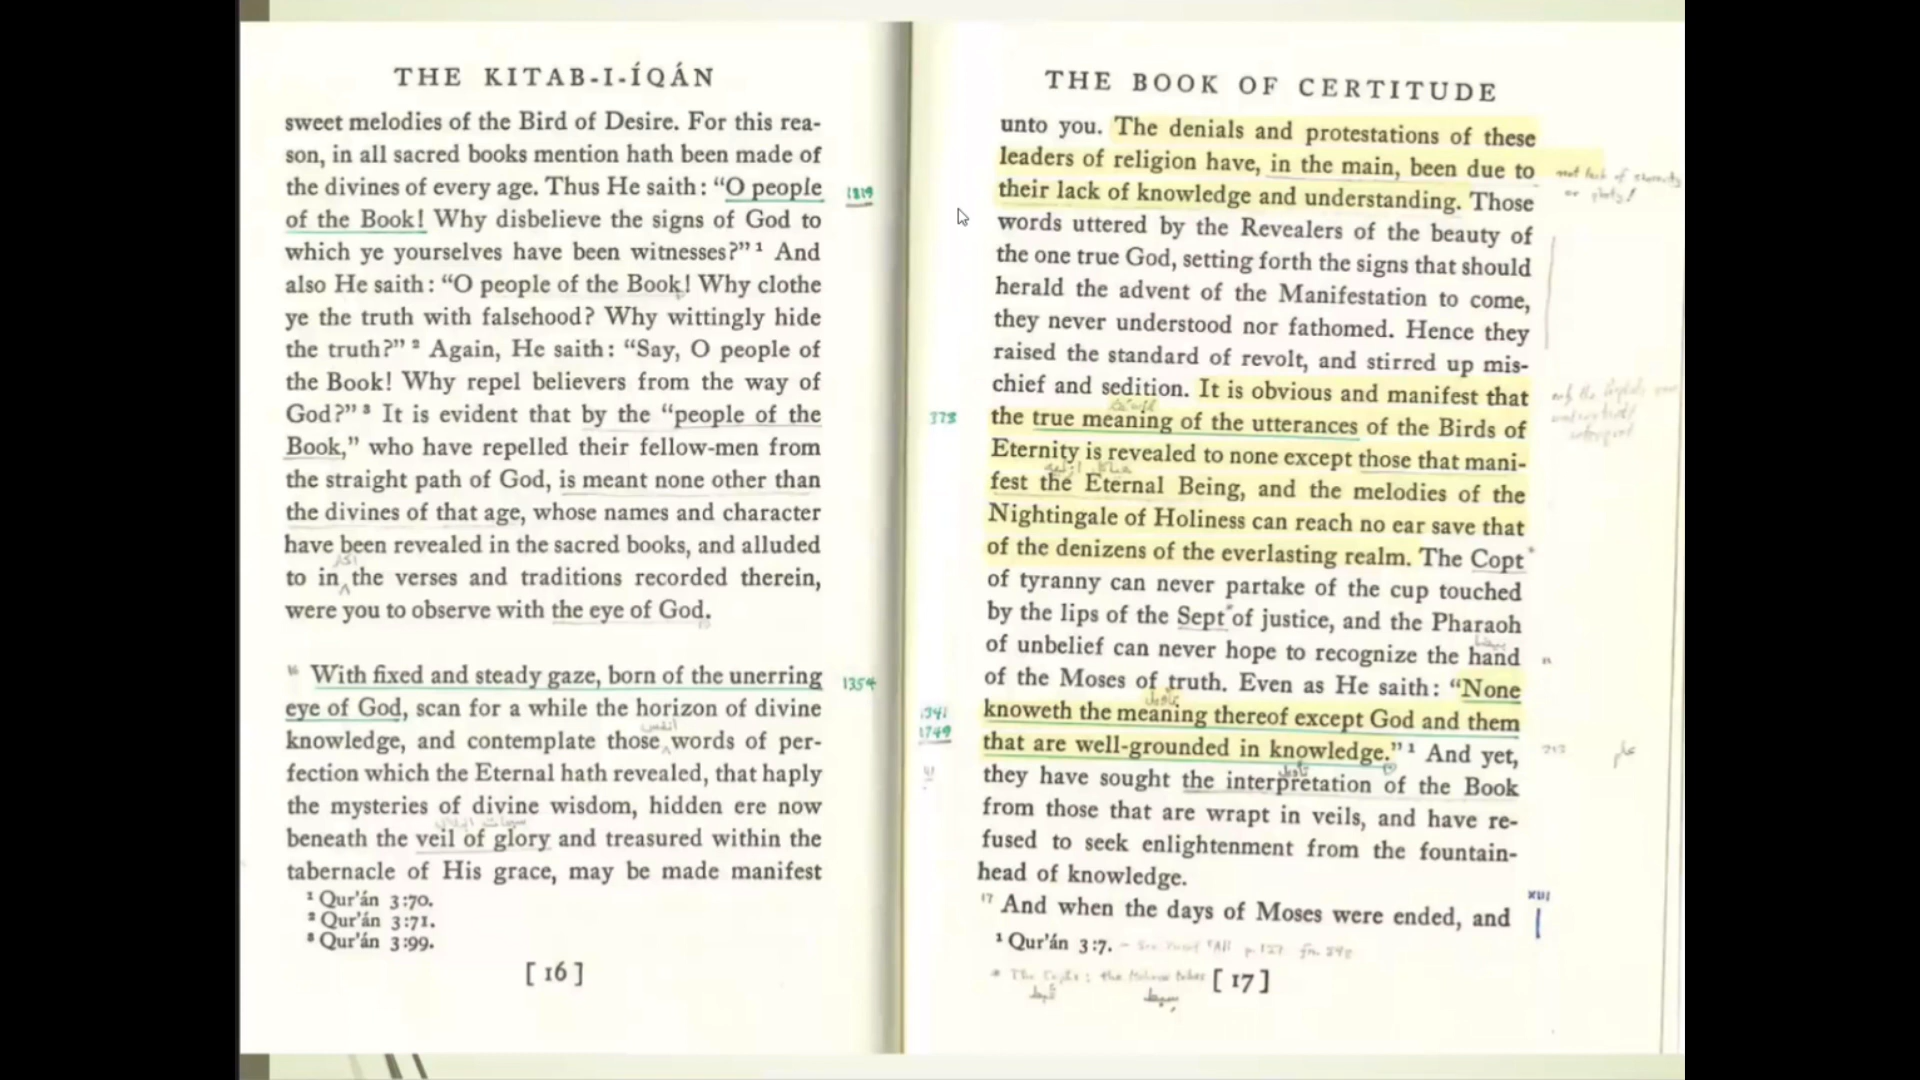 THE KITAB-I-ÍQÁN
sweet melodies of the Bird of Desire. For this rea-
son, in all sacred books mention hath been made of
the divines of every age. Thus He saith: “O people
1819
of the Book! Why disbelieve the signs of God to
which ye yourselves have been witnesses?”¹ And
also He saith: “O people of the Book! Why clothe
ye the truth with falsehood? Why wittingly hide
the truth?” ² Again, He saith: “Say, O people of
the Book! Why repel believers from the way of
God?”³ It is evident that by the “people of the
Book,” who have repelled their fellow-men from
the straight path of God, is meant none other than
the divines of that age, whose names and character
have been revealed in the sacred books, and alluded
to in the verses and traditions recorded therein,
were you to observe with the eye of God.
16 With fixed and steady gaze, born of the unerring
1354
eye of God, scan for a while the horizon of divine
knowledge, and contemplate those words of per-
fection which the Eternal hath revealed, that haply
the mysteries of divine wisdom, hidden ere now
beneath the veil of glory and treasured within the
tabernacle of His grace, may be made manifest
¹ Qur’án 3:70.
² Qur’án 3:71.
³ Qur’án 3:99.
[ 16 ]
THE BOOK OF CERTITUDE
unto you. The denials and protestations of these
leaders of religion have, in the main, been due to
their lack of knowledge and understanding. Those
words uttered by the Revealers of the beauty of
the one true God, setting forth the signs that should
herald the advent of the Manifestation to come,
they never understood nor fathomed. Hence they
raised the standard of revolt, and stirred up mis-
chief and sedition. It is obvious and manifest that
the true meaning of the utterances of the Birds of
Eternity is revealed to none except those that mani-
fest the Eternal Being, and the melodies of the
Nightingale of Holiness can reach no ear save that
of the denizens of the everlasting realm. The Copt*
of tyranny can never partake of the cup touched
by the lips of the Sept* of justice, and the Pharaoh
of unbelief can never hope to recognize the hand
of the Moses of truth. Even as He saith: “None
1341
knoweth the meaning thereof except God and them
1749
that are well-grounded in knowledge.”¹ And yet,
they have sought the interpretation of the Book
from those that are wrapt in veils, and have re-
fused to seek enlightenment from the fountain-
head of knowledge.
XIII
17 And when the days of Moses were ended, and
¹ Qur’án 3:7.
[ 17 ]